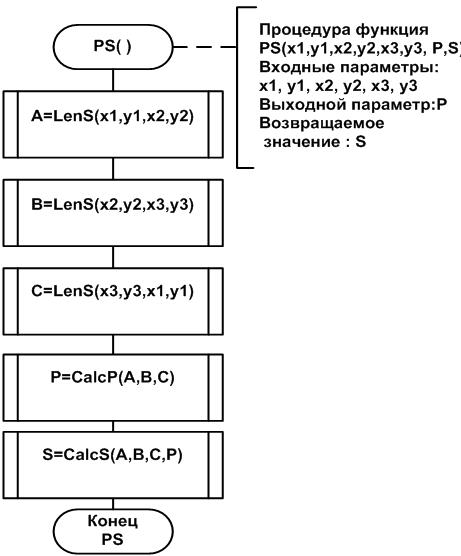 PS( )
Процедура функция
PS(x1,y1,x2,y2,x3,y3, P,S)
Входные параметры:
x1, y1, x2, y2, x3, y3
Выходной параметр:P
Возвращаемое
значение : S
A=LenS(x1,y1,x2,y2)
B=LenS(x2,y2,x3,y3)
C=LenS(x3,y3,x1,y1)
P=CalcP(A,B,C)
S=CalcS(A,B,C,P)
Конец
PS